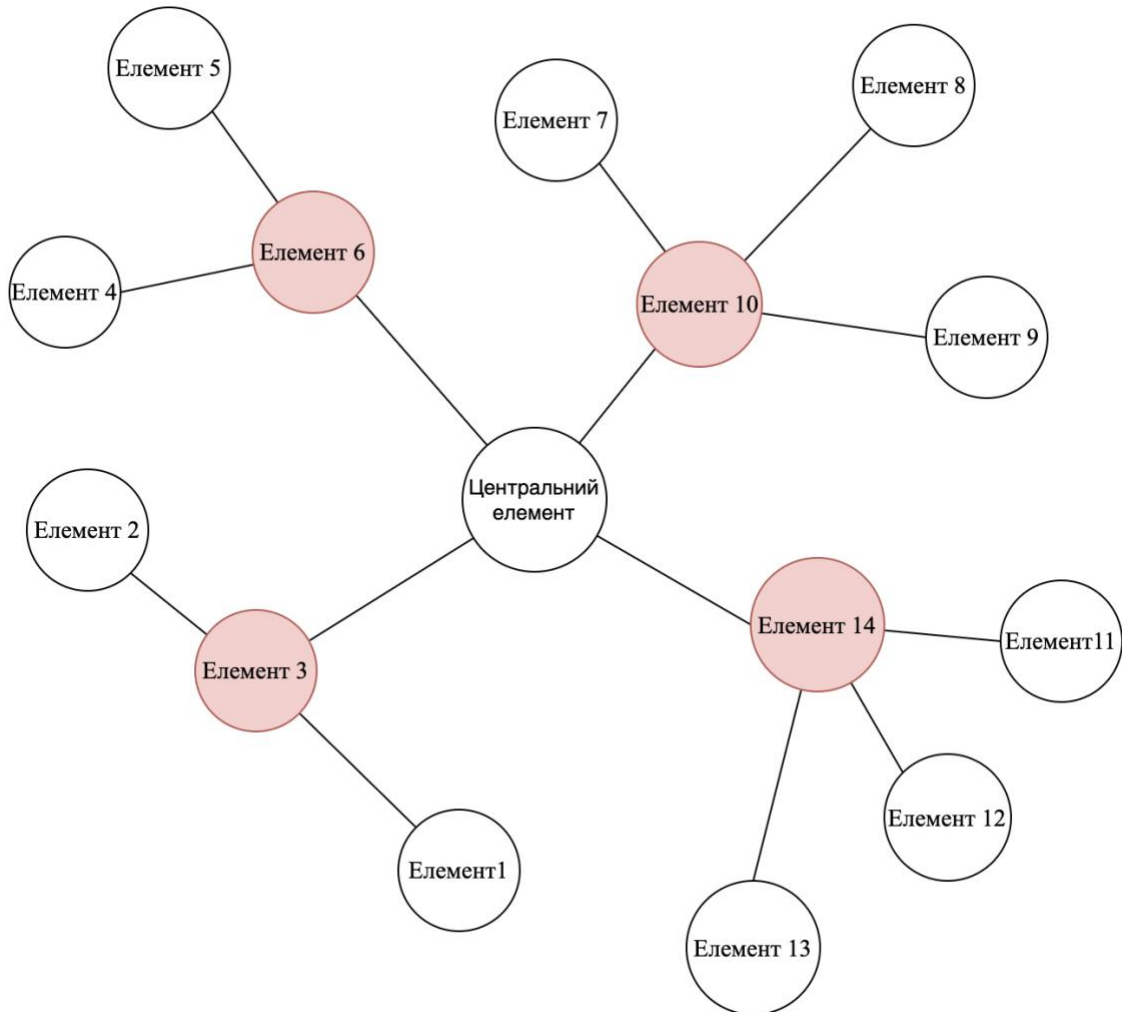 Елемент 5
Елемент 8
Елемент 7
Елемент 6
Елемент 4
Елемент 10
Елемент 9
Центральний
елемент
Елемент 2
Елемент 14
Елемент11
Елемент 3
Елемент 12
Елемент1
Елемент 13